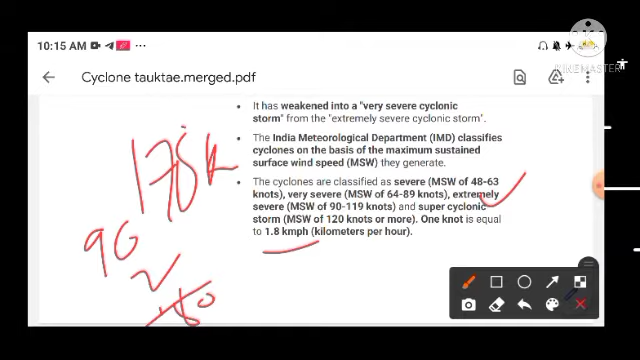 10:15 AM
KINEMASTER
Cyclone tauktae.merged.pdf
It has weakened into a "very severe cyclonic
storm" from the "extremely severe cyclonic storm".
The India Meteorological Department (IMD) classifies
cyclones on the basis of the maximum sustained
surface wind speed (MSW) they generate.
The cyclones are classified as severe (MSW of 48-63
knots), very severe (MSW of 64-89 knots), extremely
severe (MSW of 90-119 knots) and super cyclonic
storm (MSW of 120 knots or more). One knot is equal
to 1.8 kmph (kilometers per hour).
90
2
180